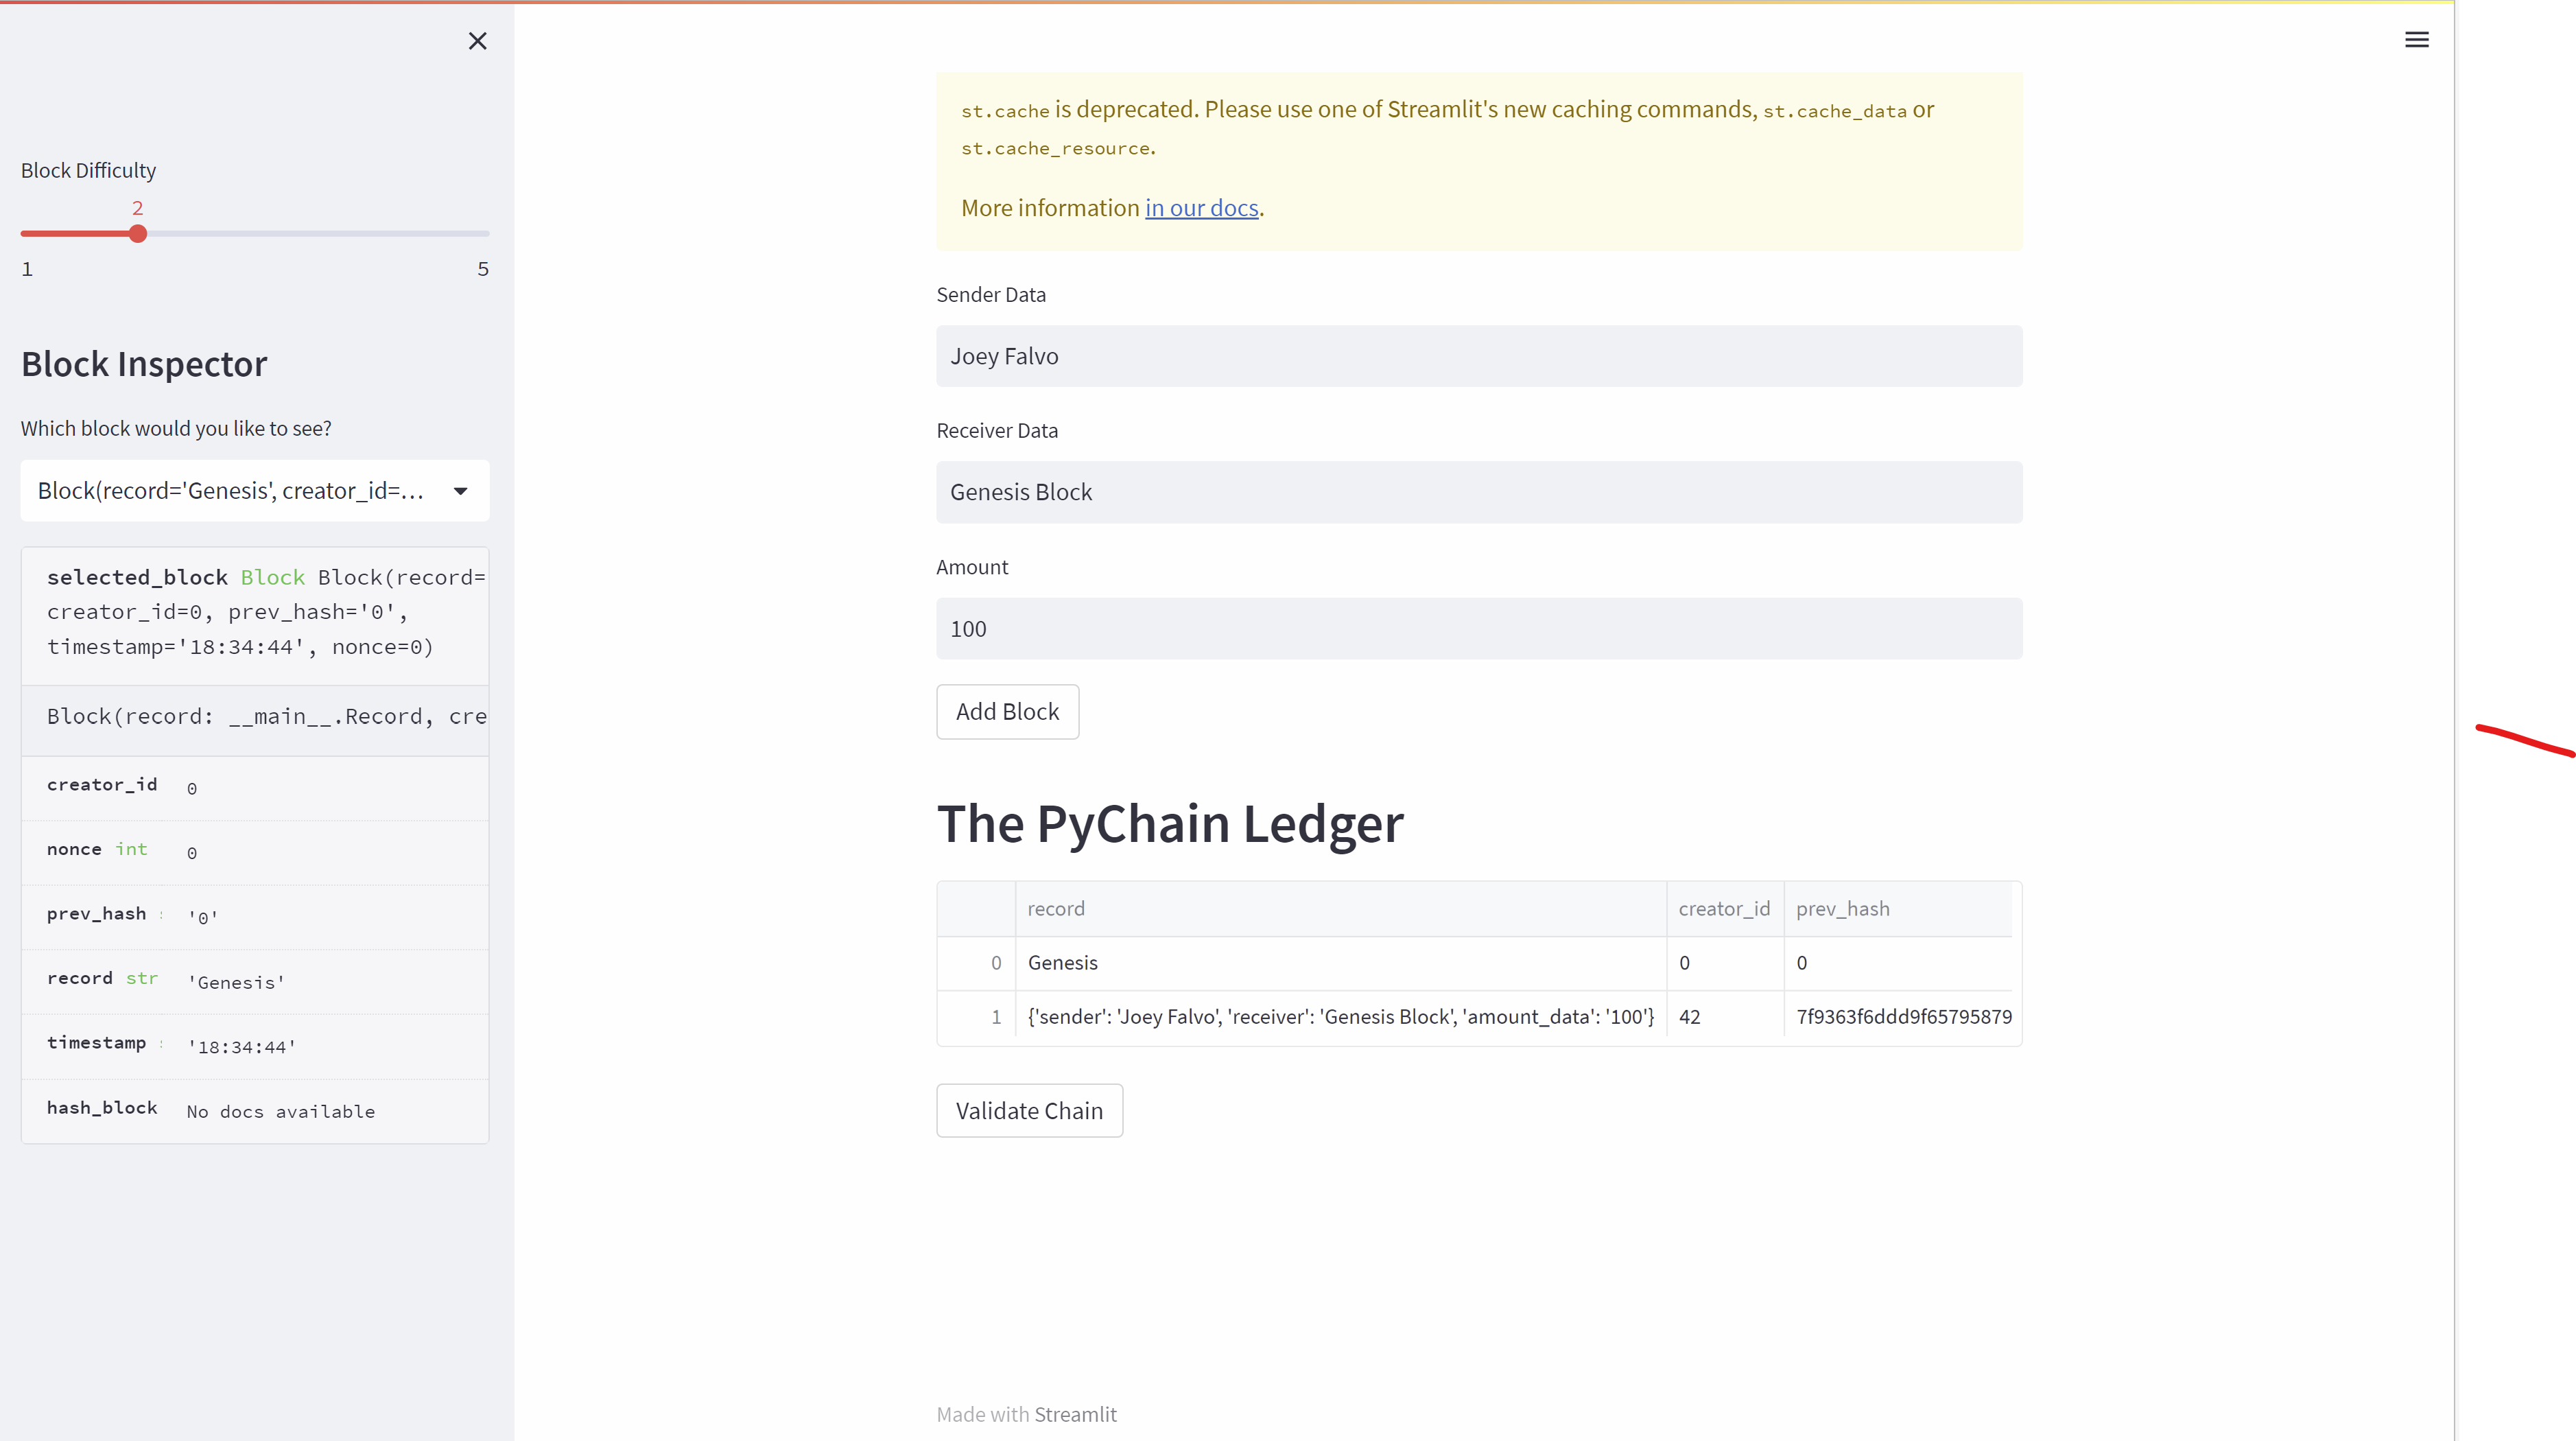 Block Difficulty
2
1 5
Block Inspector
Which block would you like to see?
Block(record='Genesis', creator_id=...
selected_block Block Block(record=
creator_id=0, prev_hash='0',
timestamp='18:34:44', nonce=0)
Block(record: __main__.Record, cre
creator_id 0
nonce int 0
prev_hash '0'
record str 'Genesis'
timestamp '18:34:44'
hash_block No docs available
st.cache is deprecated. Please use one of Streamlit's new caching commands, st.cache_data or
st.cache_resource.
More information in our docs.
Sender Data
Joey Falvo
Receiver Data
Genesis Block
Amount
100
Add Block
The PyChain Ledger
record creator_id prev_hash
0 Genesis 0 0
1 {'sender': 'Joey Falvo', 'receiver': 'Genesis Block', 'amount_data': '100'} 42 7f9363f6ddd9f65795879
Validate Chain
Made with Streamlit